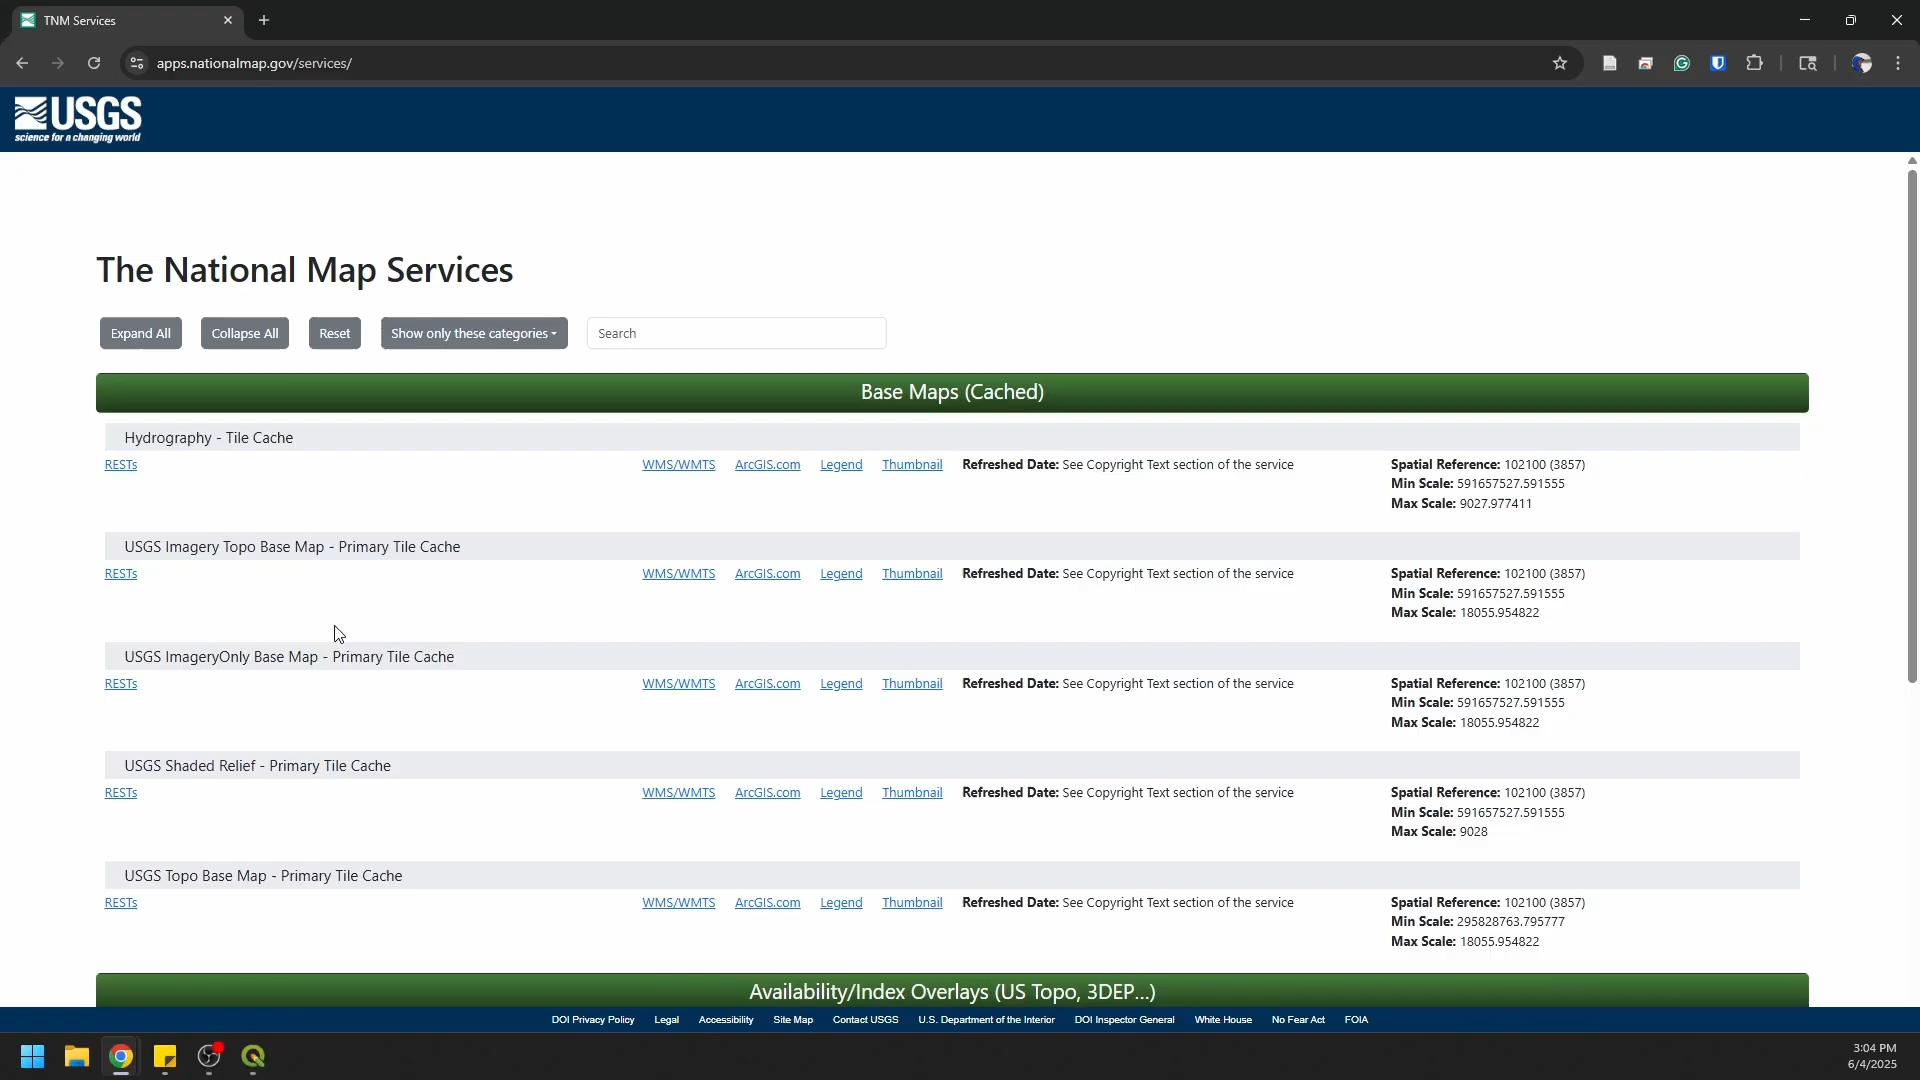 TNM Services
apps.nationalmap.gov/services/
USGS
science for a changing world
The National Map Services
Expand All
Collapse All
Reset
Show only these categories
Search
Base Maps (Cached)
Hydrography - Tile Cache
RESTs WMS/WMTS ArcGIS.com Legend Thumbnail Refreshed Date: See Copyright Text section of the service Spatial Reference: 102100 (3857)
Min Scale: 591657527.591555
Max Scale: 9027.977411
USGS Imagery Topo Base Map - Primary Tile Cache
RESTs WMS/WMTS ArcGIS.com Legend Thumbnail Refreshed Date: See Copyright Text section of the service Spatial Reference: 102100 (3857)
Min Scale: 591657527.591555
Max Scale: 18055.954822
USGS ImageryOnly Base Map - Primary Tile Cache
RESTs WMS/WMTS ArcGIS.com Legend Thumbnail Refreshed Date: See Copyright Text section of the service Spatial Reference: 102100 (3857)
Min Scale: 591657527.591555
Max Scale: 18055.954822
USGS Shaded Relief - Primary Tile Cache
RESTs WMS/WMTS ArcGIS.com Legend Thumbnail Refreshed Date: See Copyright Text section of the service Spatial Reference: 102100 (3857)
Min Scale: 591657527.591555
Max Scale: 9028
USGS Topo Base Map - Primary Tile Cache
RESTs WMS/WMTS ArcGIS.com Legend Thumbnail Refreshed Date: See Copyright Text section of the service Spatial Reference: 102100 (3857)
Min Scale: 295828763.795777
Max Scale: 18055.954822
Availability/Index Overlays (US Topo, 3DEP...)
DOI Privacy Policy Legal Accessibility Site Map Contact USGS U.S. Department of the Interior DOI Inspector General White House No Fear Act FOIA
3:04 PM
6/4/2025